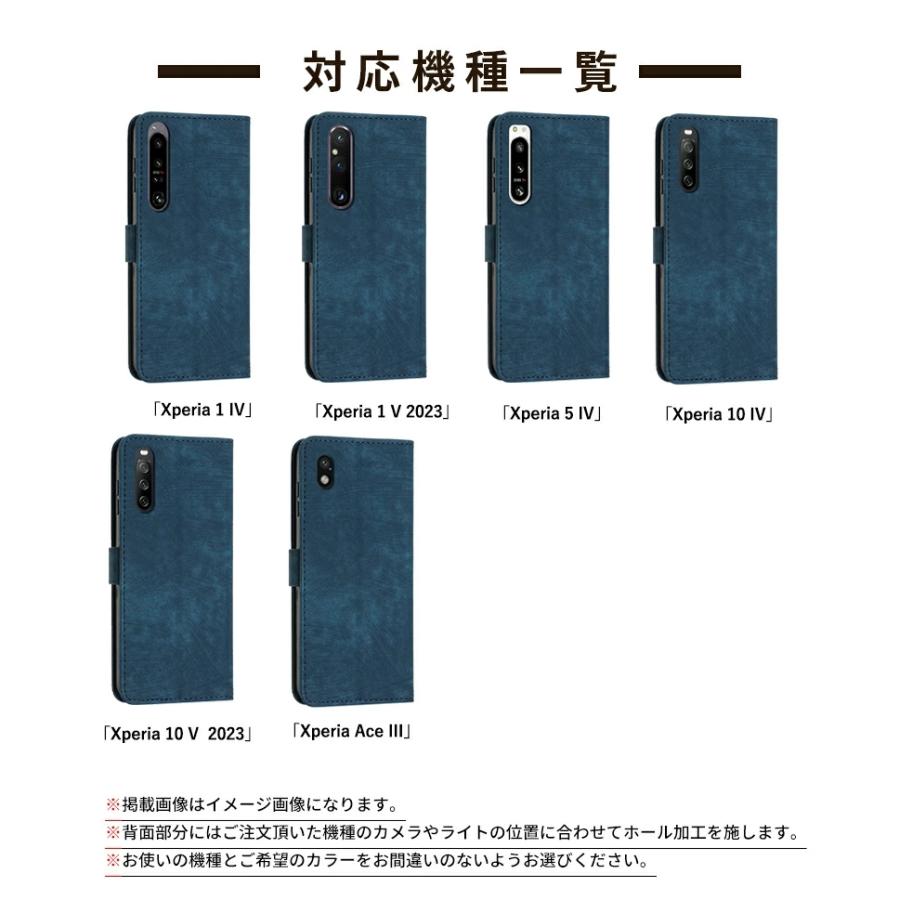 対応機種一覧
「Xperia 1 IV」
「Xperia 1 V 2023」
「Xperia 5 IV」
「Xperia 10 IV」
「Xperia 10 V 2023」
「Xperia Ace III」
※掲載画像はイメージ画像になります。
※背面部分にはご注文頂いた機種のカメラやライトの位置に合わせてホール加工を施します。
※お使いの機種とご希望のカラーをお間違いのないようお選びください。